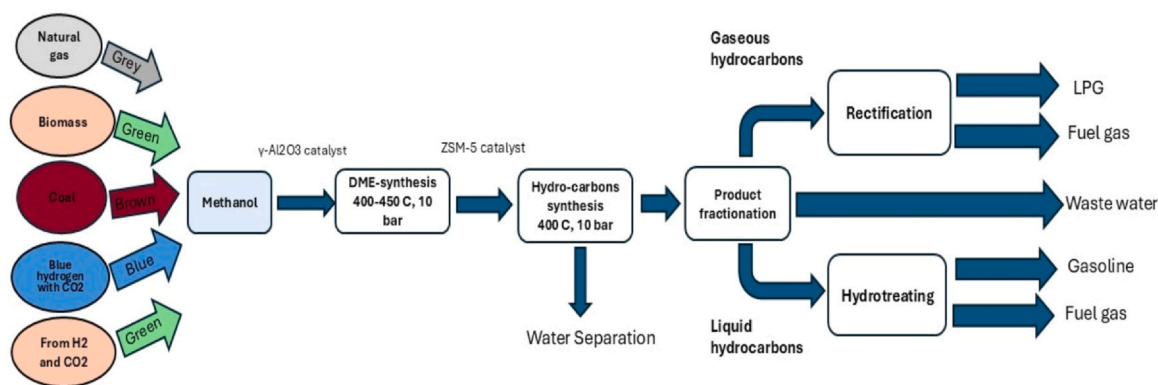 Natural
gas
Grey
Biomass
Green
Coal
Brown
Blue
hydrogen
with CO2
Blue
From H2
and CO2
Green
Methanol
γ-Al2O3 catalyst
DME-synthesis
400-450 C, 10
bar
ZSM-5 catalyst
Hydro-carbons
synthesis
400 C, 10 bar
Water Separation
Product
fractionation
Gaseous
hydrocarbons
Rectification
LPG
Fuel gas
Waste water
Liquid
hydrocarbons
Hydrotreating
Gasoline
Fuel gas